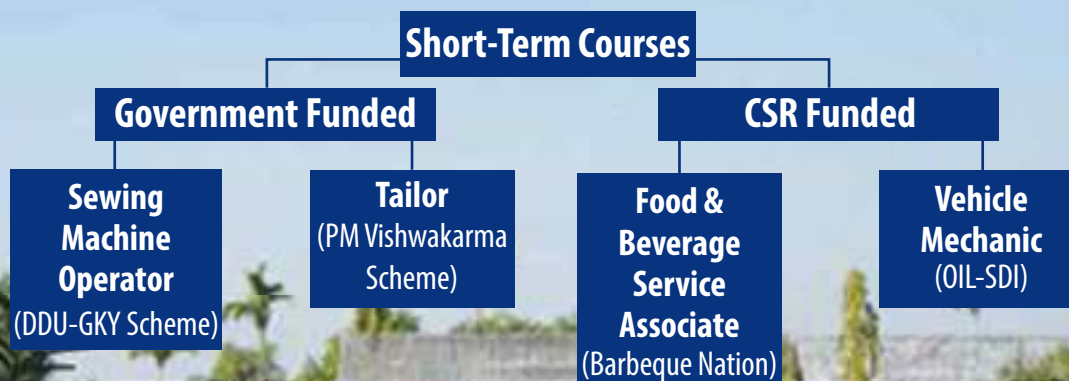 Short-Term Courses
Government Funded
CSR Funded
Sewing
Machine
Operator
(DDU-GKY Scheme)
Tailor
(PM Vishwakarma
Scheme)
Food &
Beverage
Service
Associate
(Barbeque Nation)
Vehicle
Mechanic
(OIL-SDI)